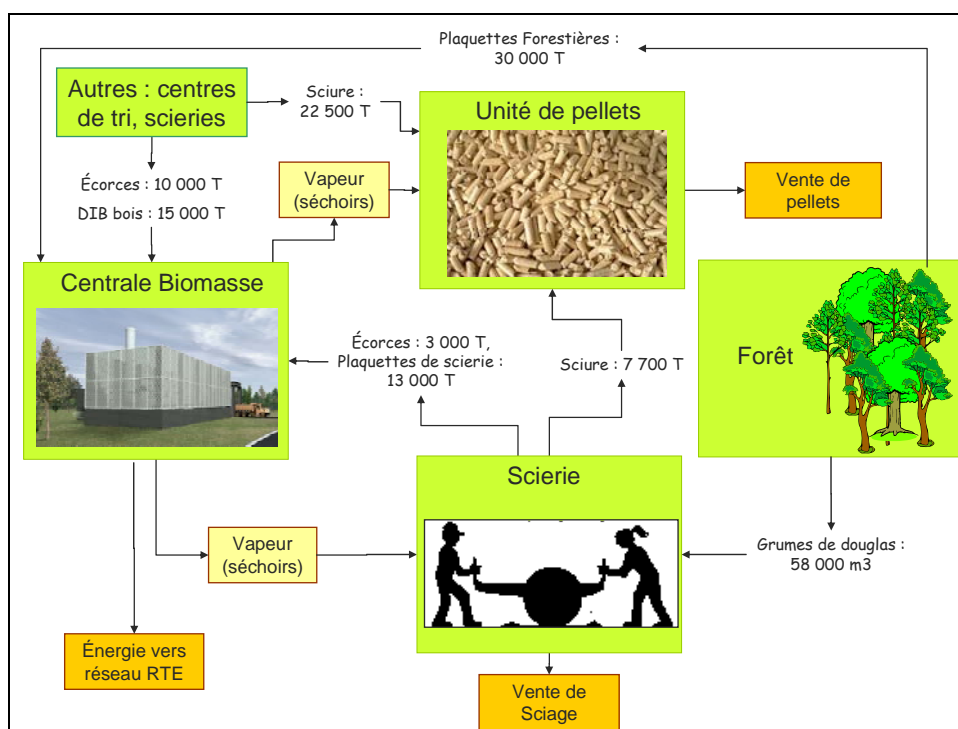 Plaquettes Forestières :
30 000 T
Autres : centres
de tri, scieries
Sciure :
22 500 T
Unité de pellets
Écorces : 10 000 T
DIB bois : 15 000 T
Vapeur
(séchoirs)
Vente de
pellets
Centrale Biomasse
Écorces : 3 000 T,
Plaquettes de scierie :
13 000 T
Sciure : 7 700 T
Forêt
Scierie
Vapeur
(séchoirs)
Grumes de douglas :
58 000 m3
Énergie vers
réseau RTE
Vente de
Sciage